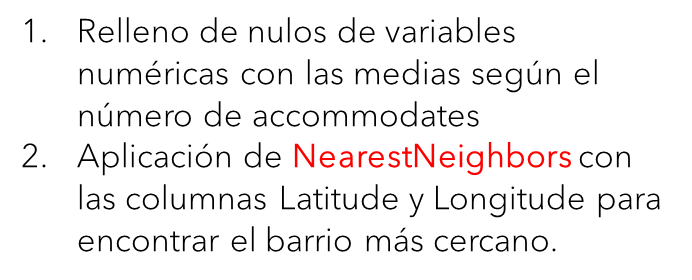 1. Relleno de nulos de variables
numéricas con las medias según el
número de accommodates
2. Aplicación de NearestNeighbors con
las columnas Latitude y Longitude para
encontrar el barrio más cercano.